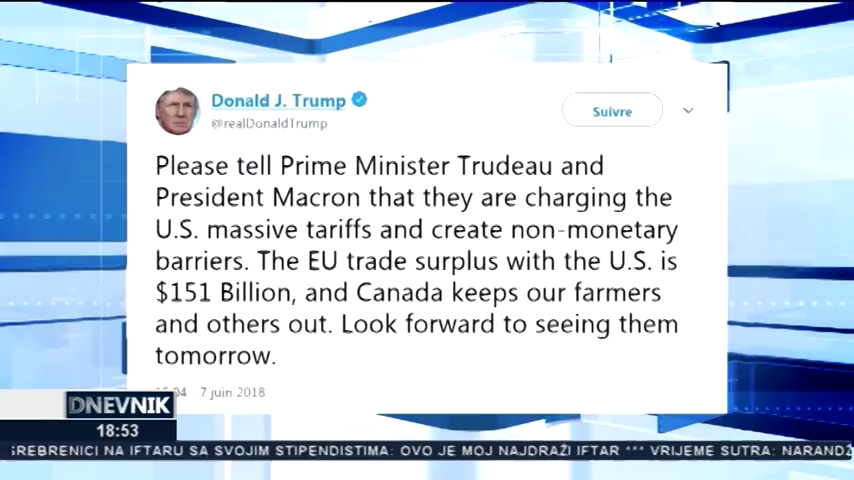 Donald J. Trump
@realDonaldTrump
Suivre
Please tell Prime Minister Trudeau and
President Macron that they are charging the
U.S. massive tariffs and create non-monetary
barriers. The EU trade surplus with the U.S. is
$151 Billion, and Canada keeps our farmers
and others out. Look forward to seeing them
tomorrow.
7 juin 2018
DNEVNIK
18:53
REBRENICI NA IFTARU SA SVOJIM STIPENDISTIMA: OVO JE MOJ NAJDRAŽI IFTAR *** VRIJEME SUTRA: